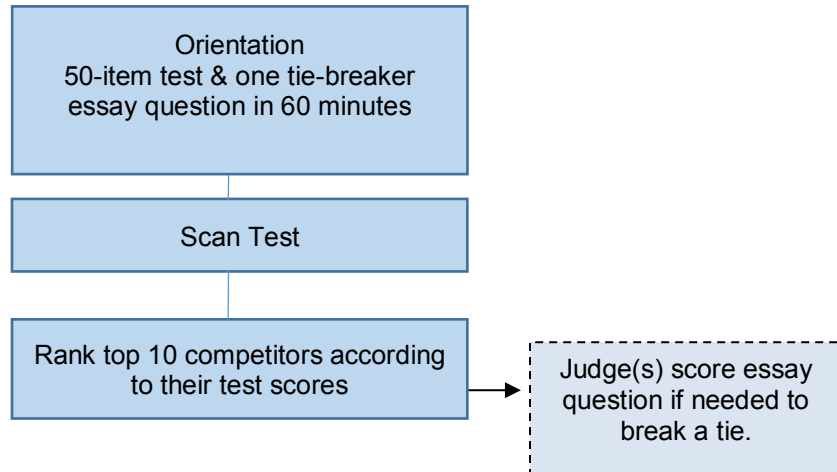 Orientation
50-item test & one tie-breaker
essay question in 60 minutes
Scan Test
Rank top 10 competitors according
to their test scores
Judge(s) score essay
question if needed to
break a tie.